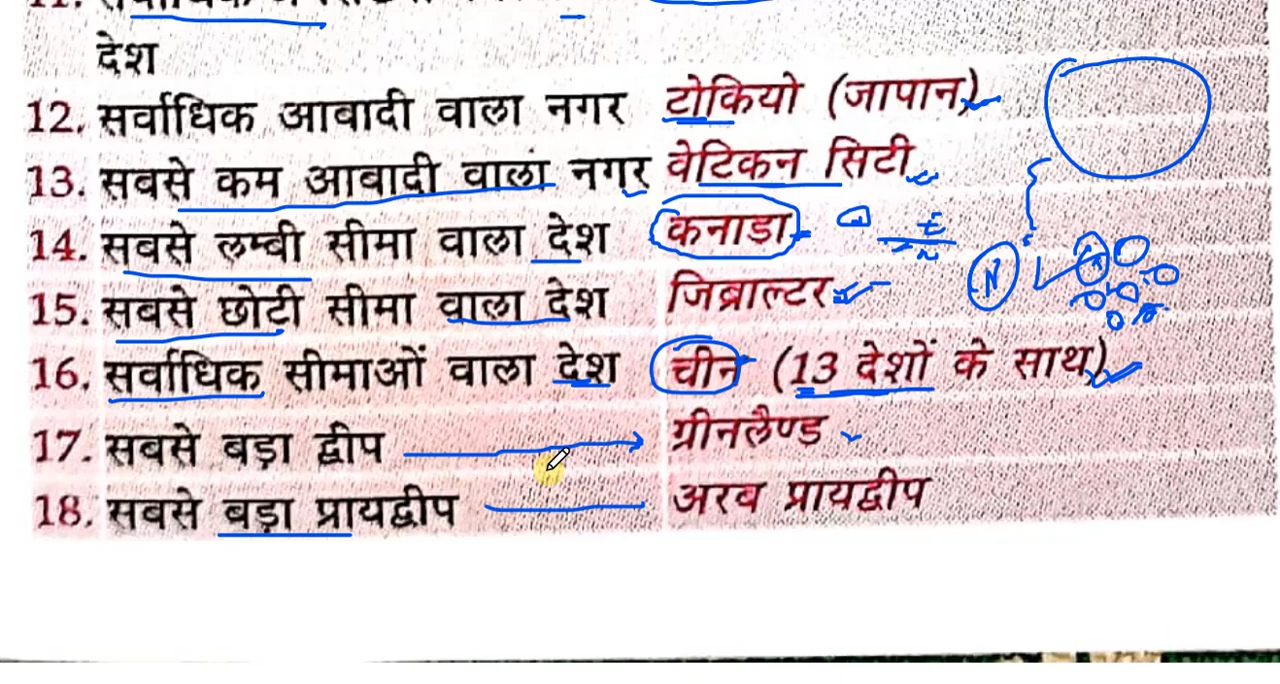 11.
देश
12. सर्वाधिक आबादी वाला नगर टोकियो (जापान)
13. सबसे कम आबादी वाला नगर वेटिकन सिटी
14. सबसे लम्बी सीमा वाला देश कनाडा
15. सबसे छोटी सीमा वाला देश जिब्राल्टर
16. सर्वाधिक सीमाओं वाला देश चीन (13 देशों के साथ)
17. सबसे बड़ा द्वीप ग्रीनलैण्ड
18. सबसे बड़ा प्रायद्वीप अरब प्रायद्वीप